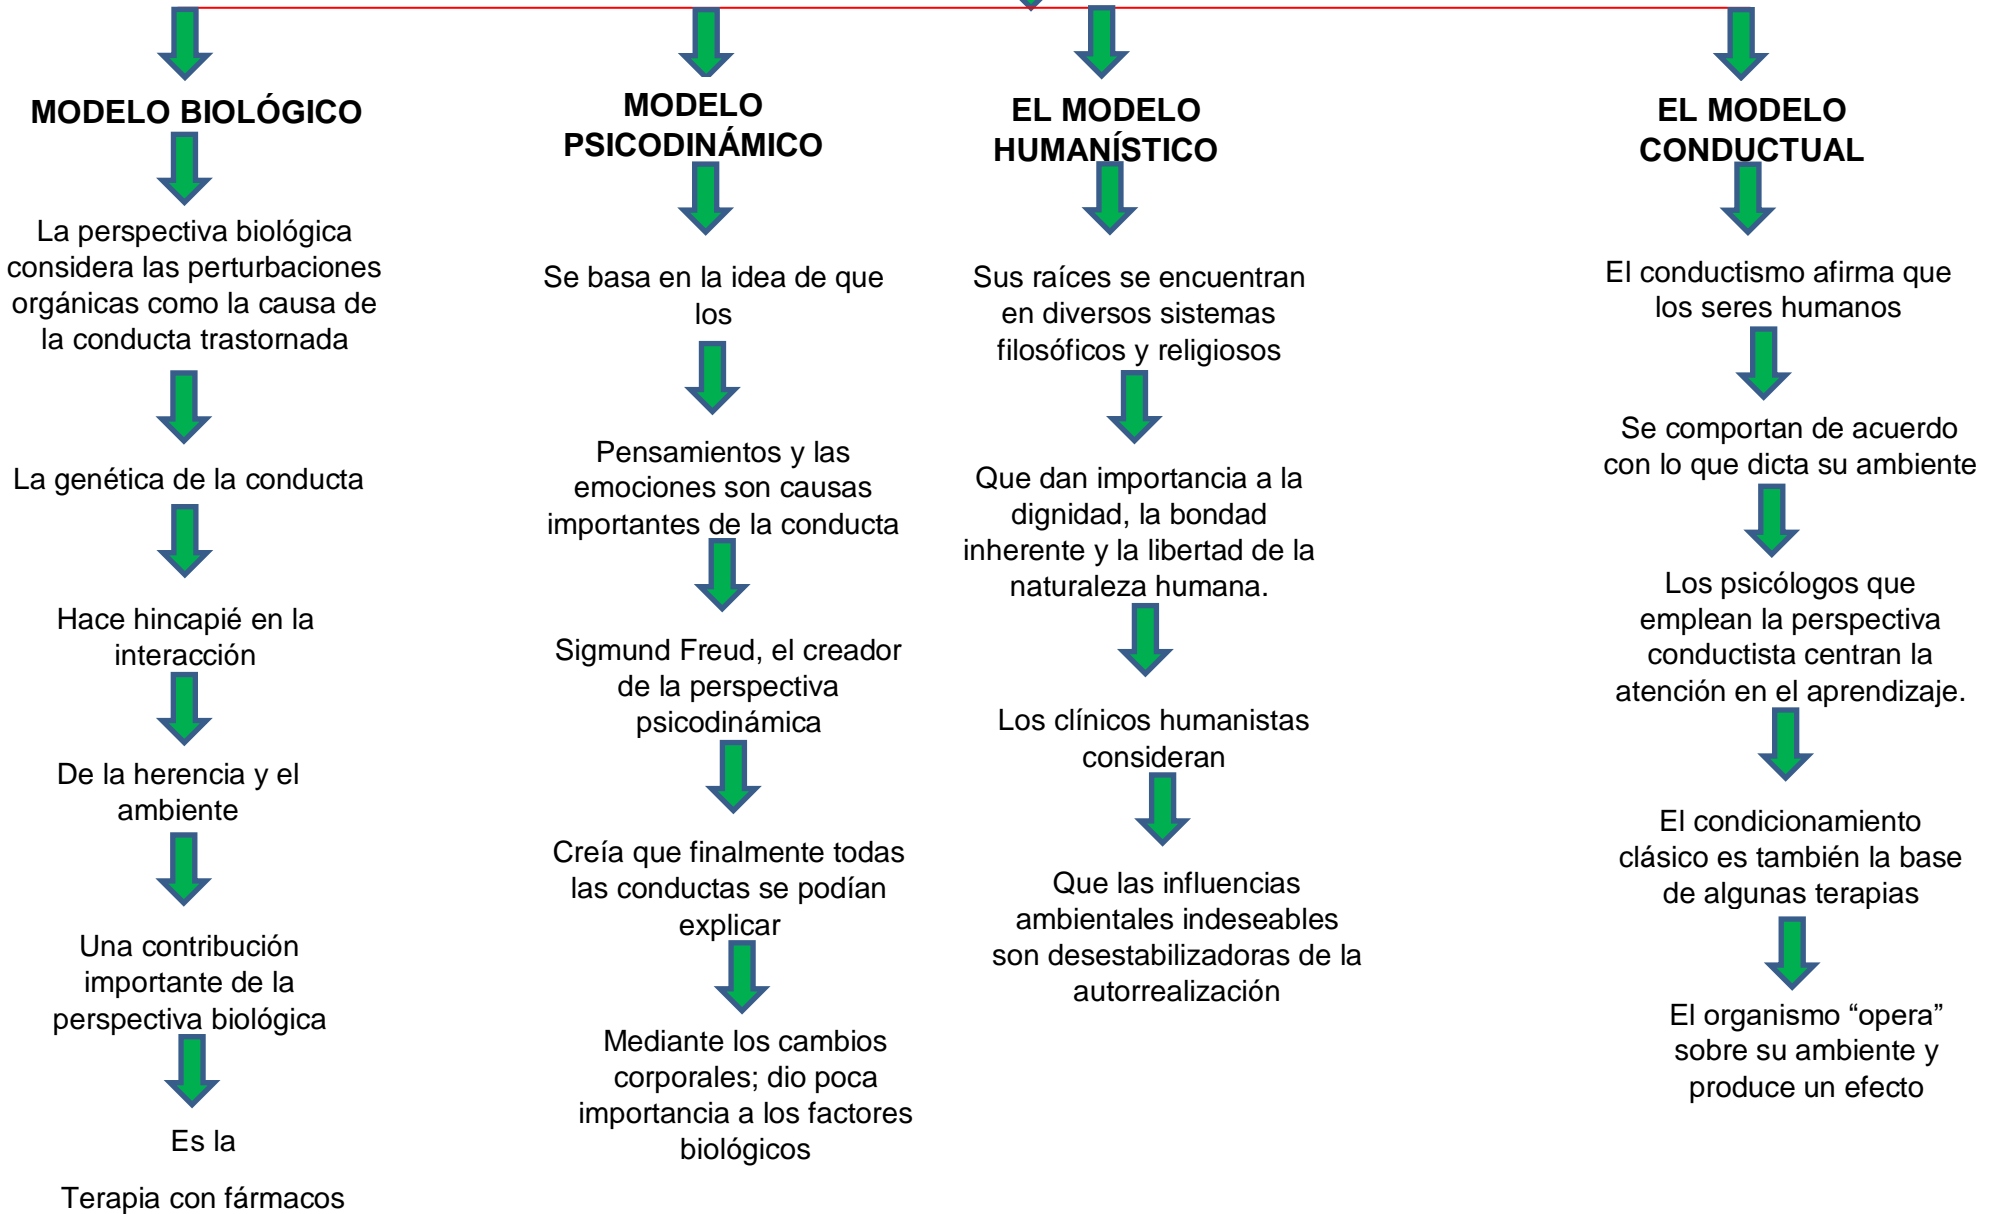 MODELO BIOLÓGICO
La perspectiva biológica
considera las perturbaciones
orgánicas como la causa de
la conducta trastornada
La genética de la conducta
Hace hincapié en la
interacción
De la herencia y el
ambiente
Una contribución
importante de la
perspectiva biológica
Es la
Terapia con fármacos
MODELO
PSICODINÁMICO
Se basa en la idea de que
los
Pensamientos y las
emociones son causas
importantes de la conducta
Sigmund Freud, el creador
de la perspectiva
psicodinámica
Creía que finalmente todas
las conductas se podían
explicar
Mediante los cambios
corporales; dio poca
importancia a los factores
biológicos
EL MODELO
HUMANÍSTICO
Sus raíces se encuentran
en diversos sistemas
filosóficos y religiosos
Que dan importancia a la
dignidad, la bondad
inherente y la libertad de la
naturaleza humana.
Los clínicos humanistas
consideran
Que las influencias
ambientales indeseables
son desestabilizadoras de la
autorrealización
EL MODELO
CONDUCTUAL
El conductismo afirma que
los seres humanos
Se comportan de acuerdo
con lo que dicta su ambiente
Los psicólogos que
emplean la perspectiva
conductista centran la
atención en el aprendizaje.
El condicionamiento
clásico es también la base
de algunas terapias
El organismo “opera”
sobre su ambiente y
produce un efecto